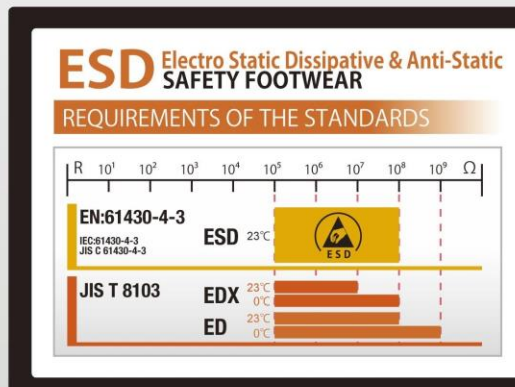 ESD Electro Static Dissipative & Anti-Static
SAFETY FOOTWEAR
REQUIREMENTS OF THE STANDARDS
R 10¹ 10² 10³ 10⁴ 10⁵ 10⁶ 10⁷ 10⁸ 10⁹ Ω
EN:61430-4-3
IEC:61430-4-3
JIS C 61430-4-3
ESD 23℃
ESD
JIS T 8103
EDX 23℃
0℃
ED 23℃
0℃